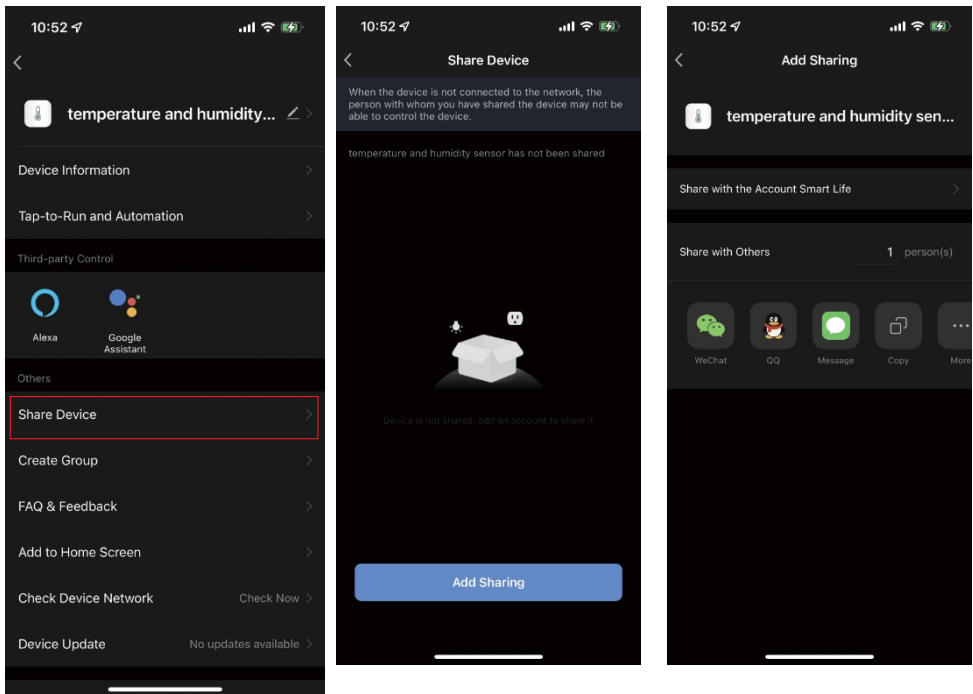 10:52
temperature and humidity...
Device Information
Tap-to-Run and Automation
Third-party Control
Alexa
Google
Assistant
Others
Share Device
Create Group
FAQ & Feedback
Add to Home Screen
Check Device Network Check Now
Device Update No updates available
10:52
Share Device
When the device is not connected to the network, the
person with whom you have shared the device may not be
able to control the device.
temperature and humidity sensor has not been shared
Device is not shared; add an account to share it
Add Sharing
10:52
Add Sharing
temperature and humidity sen...
Share with the Account Smart Life
Share with Others 1 person(s)
WeChat
QQ
Message
Copy
More